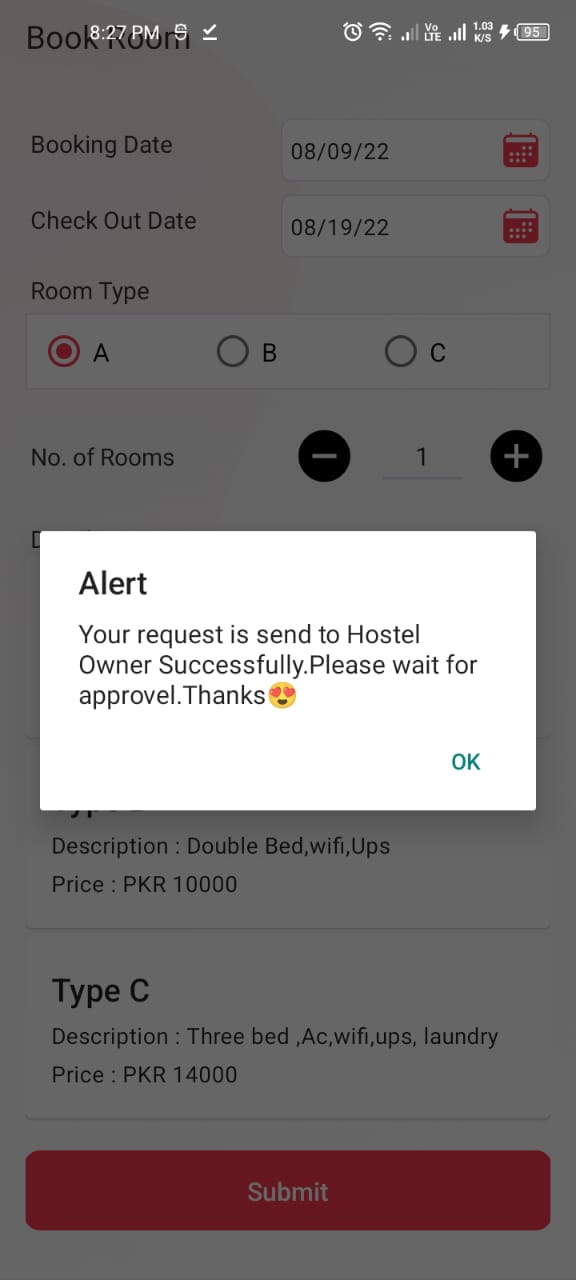 8:27 PM
Vo
LTE
1.03
K/S
95
Book Room
Booking Date
08/09/22
Check Out Date
08/19/22
Room Type
A
B
C
No. of Rooms
1
Alert
Your request is send to Hostel
Owner Successfully.Please wait for
approvel.Thanks😍
OK
Description : Double Bed,wifi,Ups
Price : PKR 10000
Type C
Description : Three bed ,Ac,wifi,ups, laundry
Price : PKR 14000
Submit